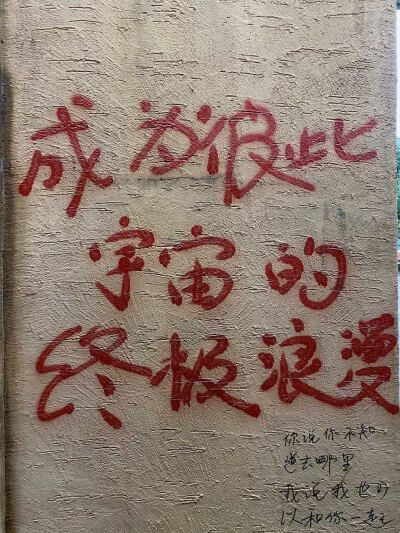 成为彼此
宇宙的
终极浪漫
你说你不知
道去哪里
我说我也可
以和你一起